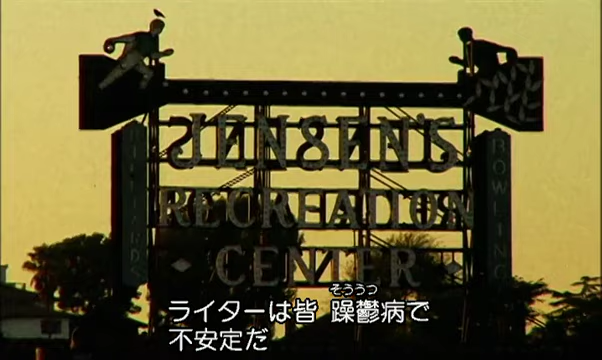 JENSEN'S
RECREATION
CENTER
BOWLING
ライターは皆 躁鬱病で
そううつ
不安定だ